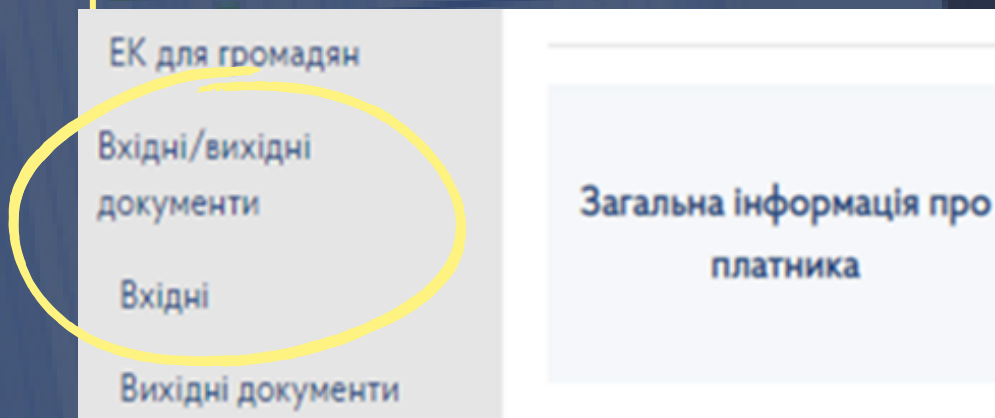 ЕК для громадян
Вхідні/вихідні
документи
Вхідні
Вихідні документи
Загальна інформація про
платника